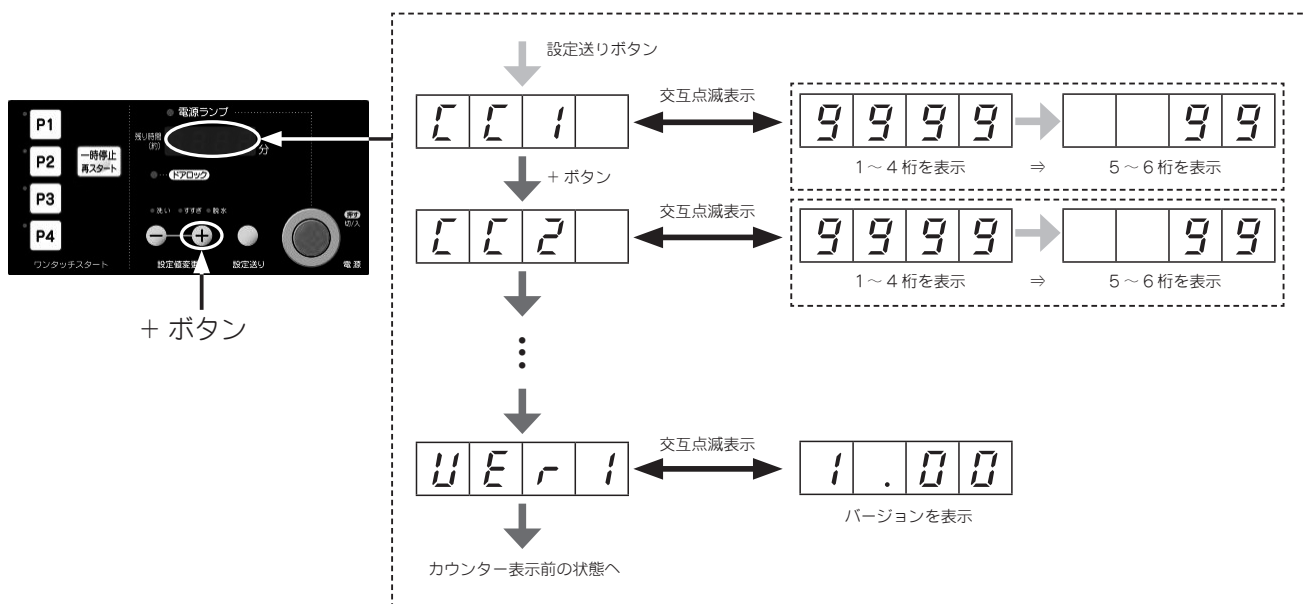 設定送りボタン
CC1
交互点滅表示
9999
99
1～4桁を表示 ⇒ 5～6桁を表示
+ ボタン
CC2
交互点滅表示
9999
99
1～4桁を表示 ⇒ 5～6桁を表示
VEr1
交互点滅表示
1.00
バージョンを表示
カウンター表示前の状態へ
電源ランプ
残り時間
(約)
分
P1
P2
P3
P4
一時停止
再スタート
ドアロック
洗い すすぎ 脱水
押す
切/入
ワンタッチスタート
設定値変更
設定送り
電源
+ ボタン